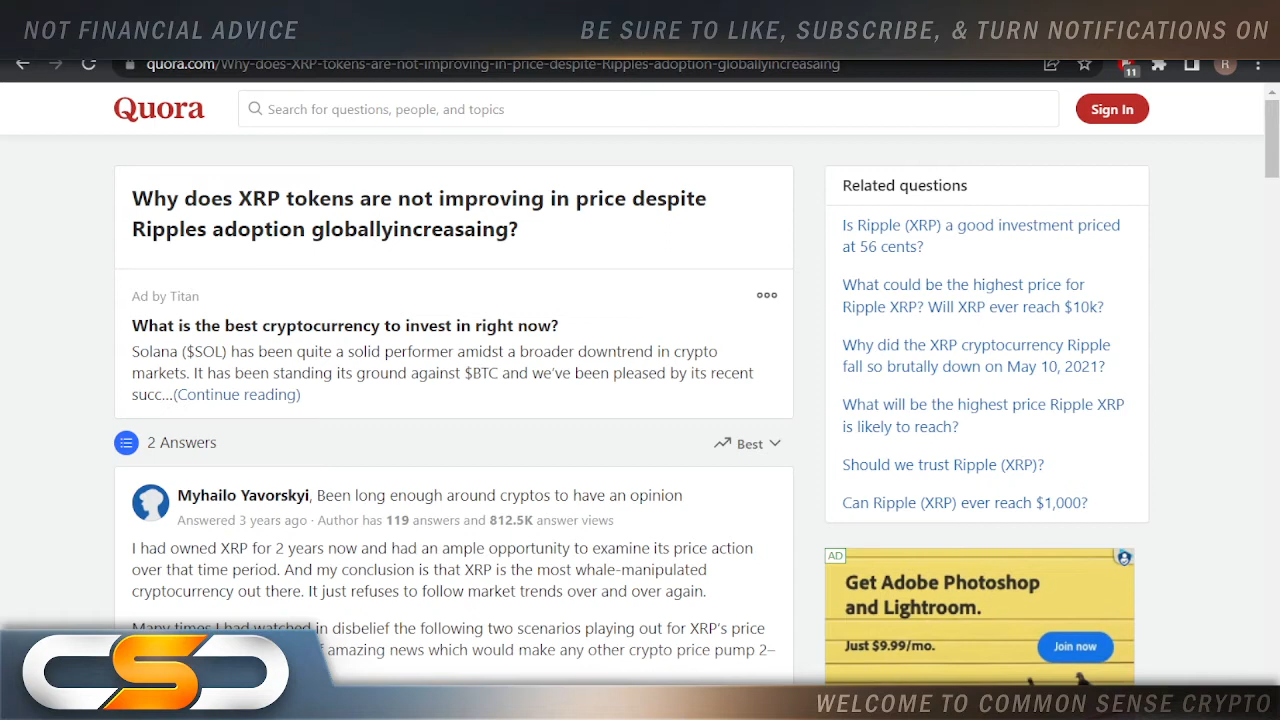 NOT FINANCIAL ADVICE
BE SURE TO LIKE, SUBSCRIBE, & TURN NOTIFICATIONS ON
quora.com/Why-does-XRP-tokens-are-not-improving-in-price-despite-Ripples-adoption-globallyincreasaing/
11
R
Quora
Search for questions, people, and topics
Sign In
Why does XRP tokens are not improving in price despite
Ripples adoption globallyincreasaing?
Ad by Titan
What is the best cryptocurrency to invest in right now?
Solana ($SOL) has been quite a solid performer amidst a broader downtrend in crypto
markets. It has been standing its ground against $BTC and we've been pleased by its recent
succ...(Continue reading)
2 Answers
Best
Myhailo Yavorskyi, Been long enough around cryptos to have an opinion
Answered 3 years ago · Author has 119 answers and 812.5K answer views
I had owned XRP for 2 years now and had an ample opportunity to examine its price action
over that time period. And my conclusion is that XRP is the most whale-manipulated
cryptocurrency out there. It just refuses to follow market trends over and over again.
Many times I had watched in disbelief the following two scenarios playing out for XRP's price
amazing news which would make any other crypto price pump 2–
Related questions
Is Ripple (XRP) a good investment priced
at 56 cents?
What could be the highest price for
Ripple XRP? Will XRP ever reach $10k?
Why did the XRP cryptocurrency Ripple
fall so brutally down on May 10, 2021?
What will be the highest price Ripple XRP
is likely to reach?
Should we trust Ripple (XRP)?
Can Ripple (XRP) ever reach $1,000?
AD
Get Adobe Photoshop
and Lightroom.
Just $9.99/mo.
Join now
CSC
WELCOME TO COMMON SENSE CRYPTO